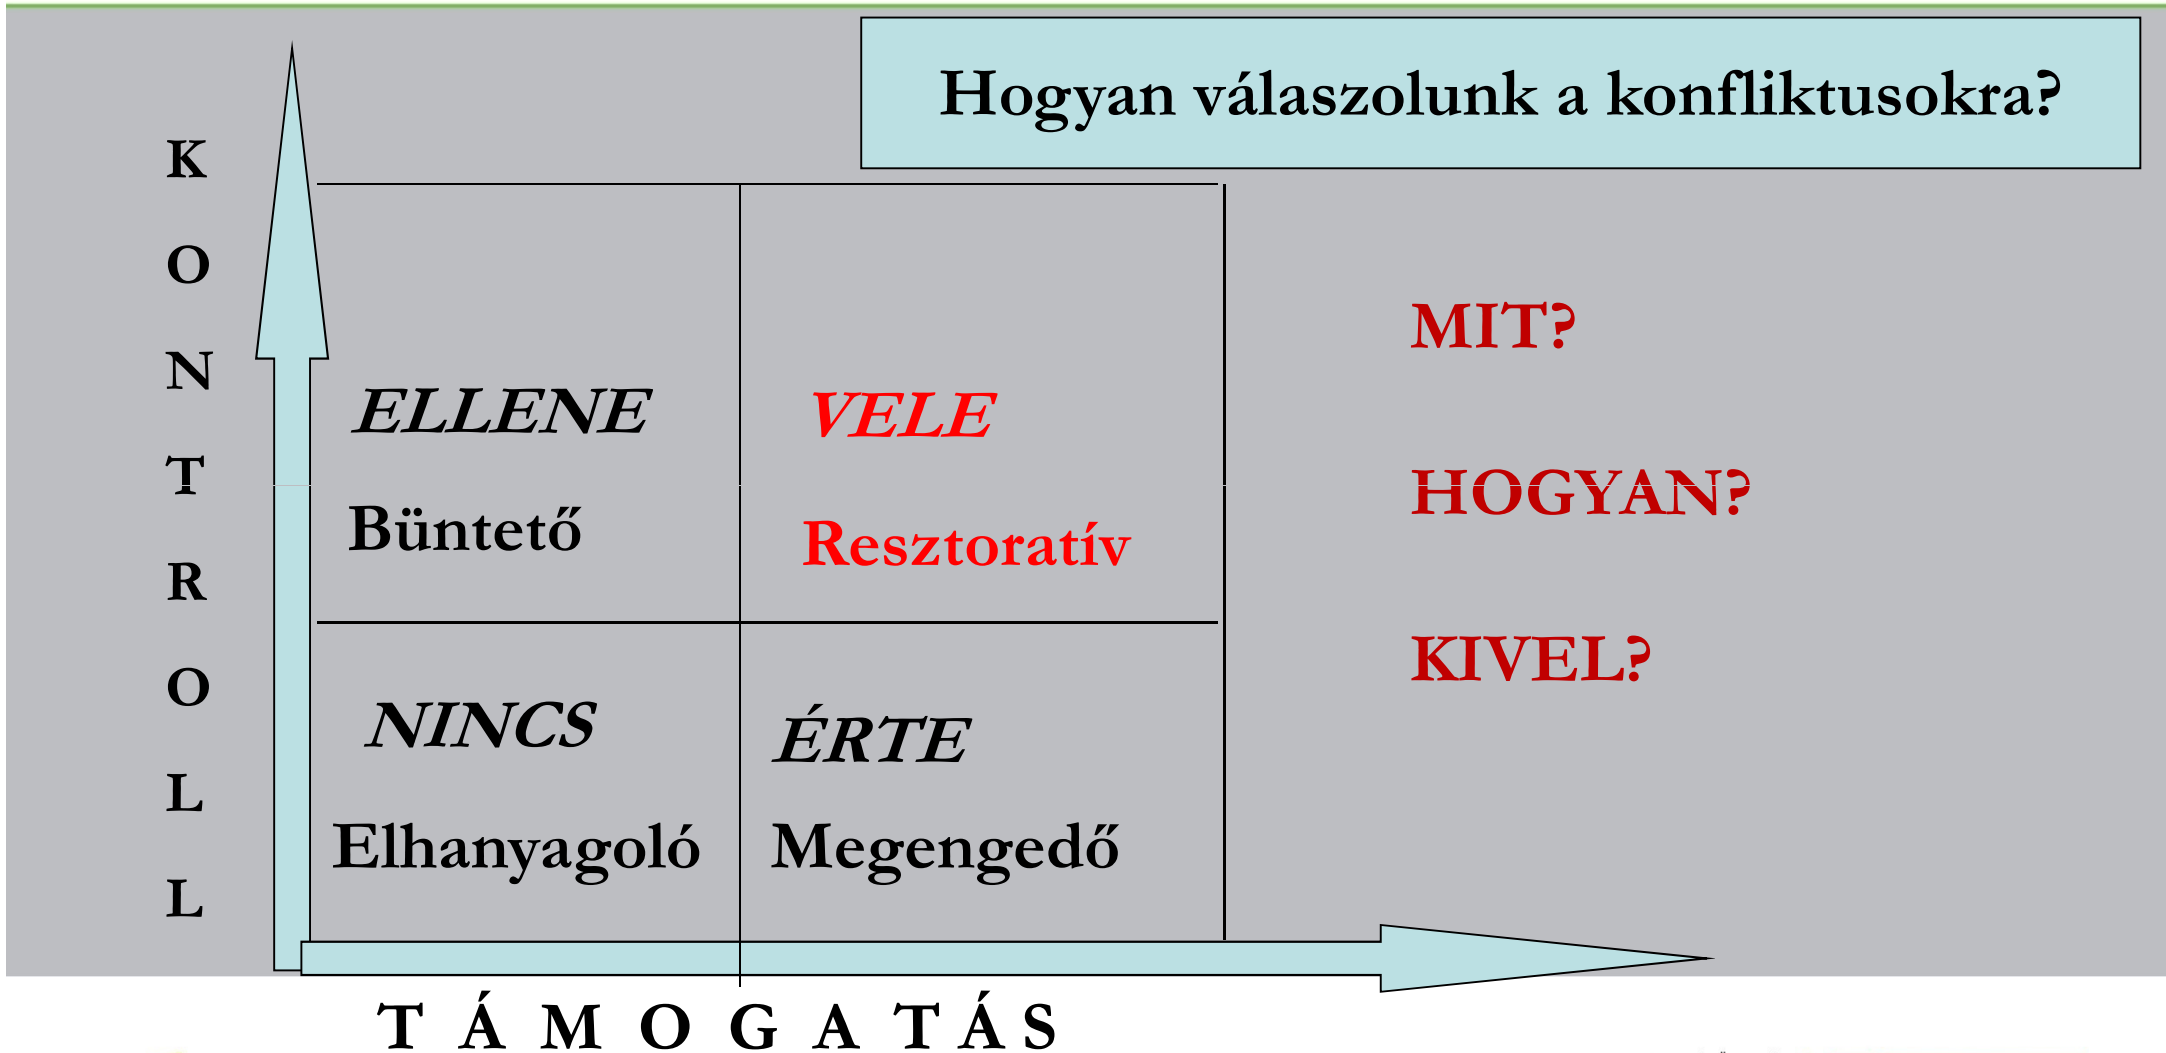 Hogyan válaszolunk a konfliktusokra?
K
O
N
T
R
O
L
L
ELLENE
Büntető
VELE
Resztoratív
NINCS
Elhanyagoló
ÉRTE
Megengedő
MIT?
HOGYAN?
KIVEL?
T Á M O G A T Á S